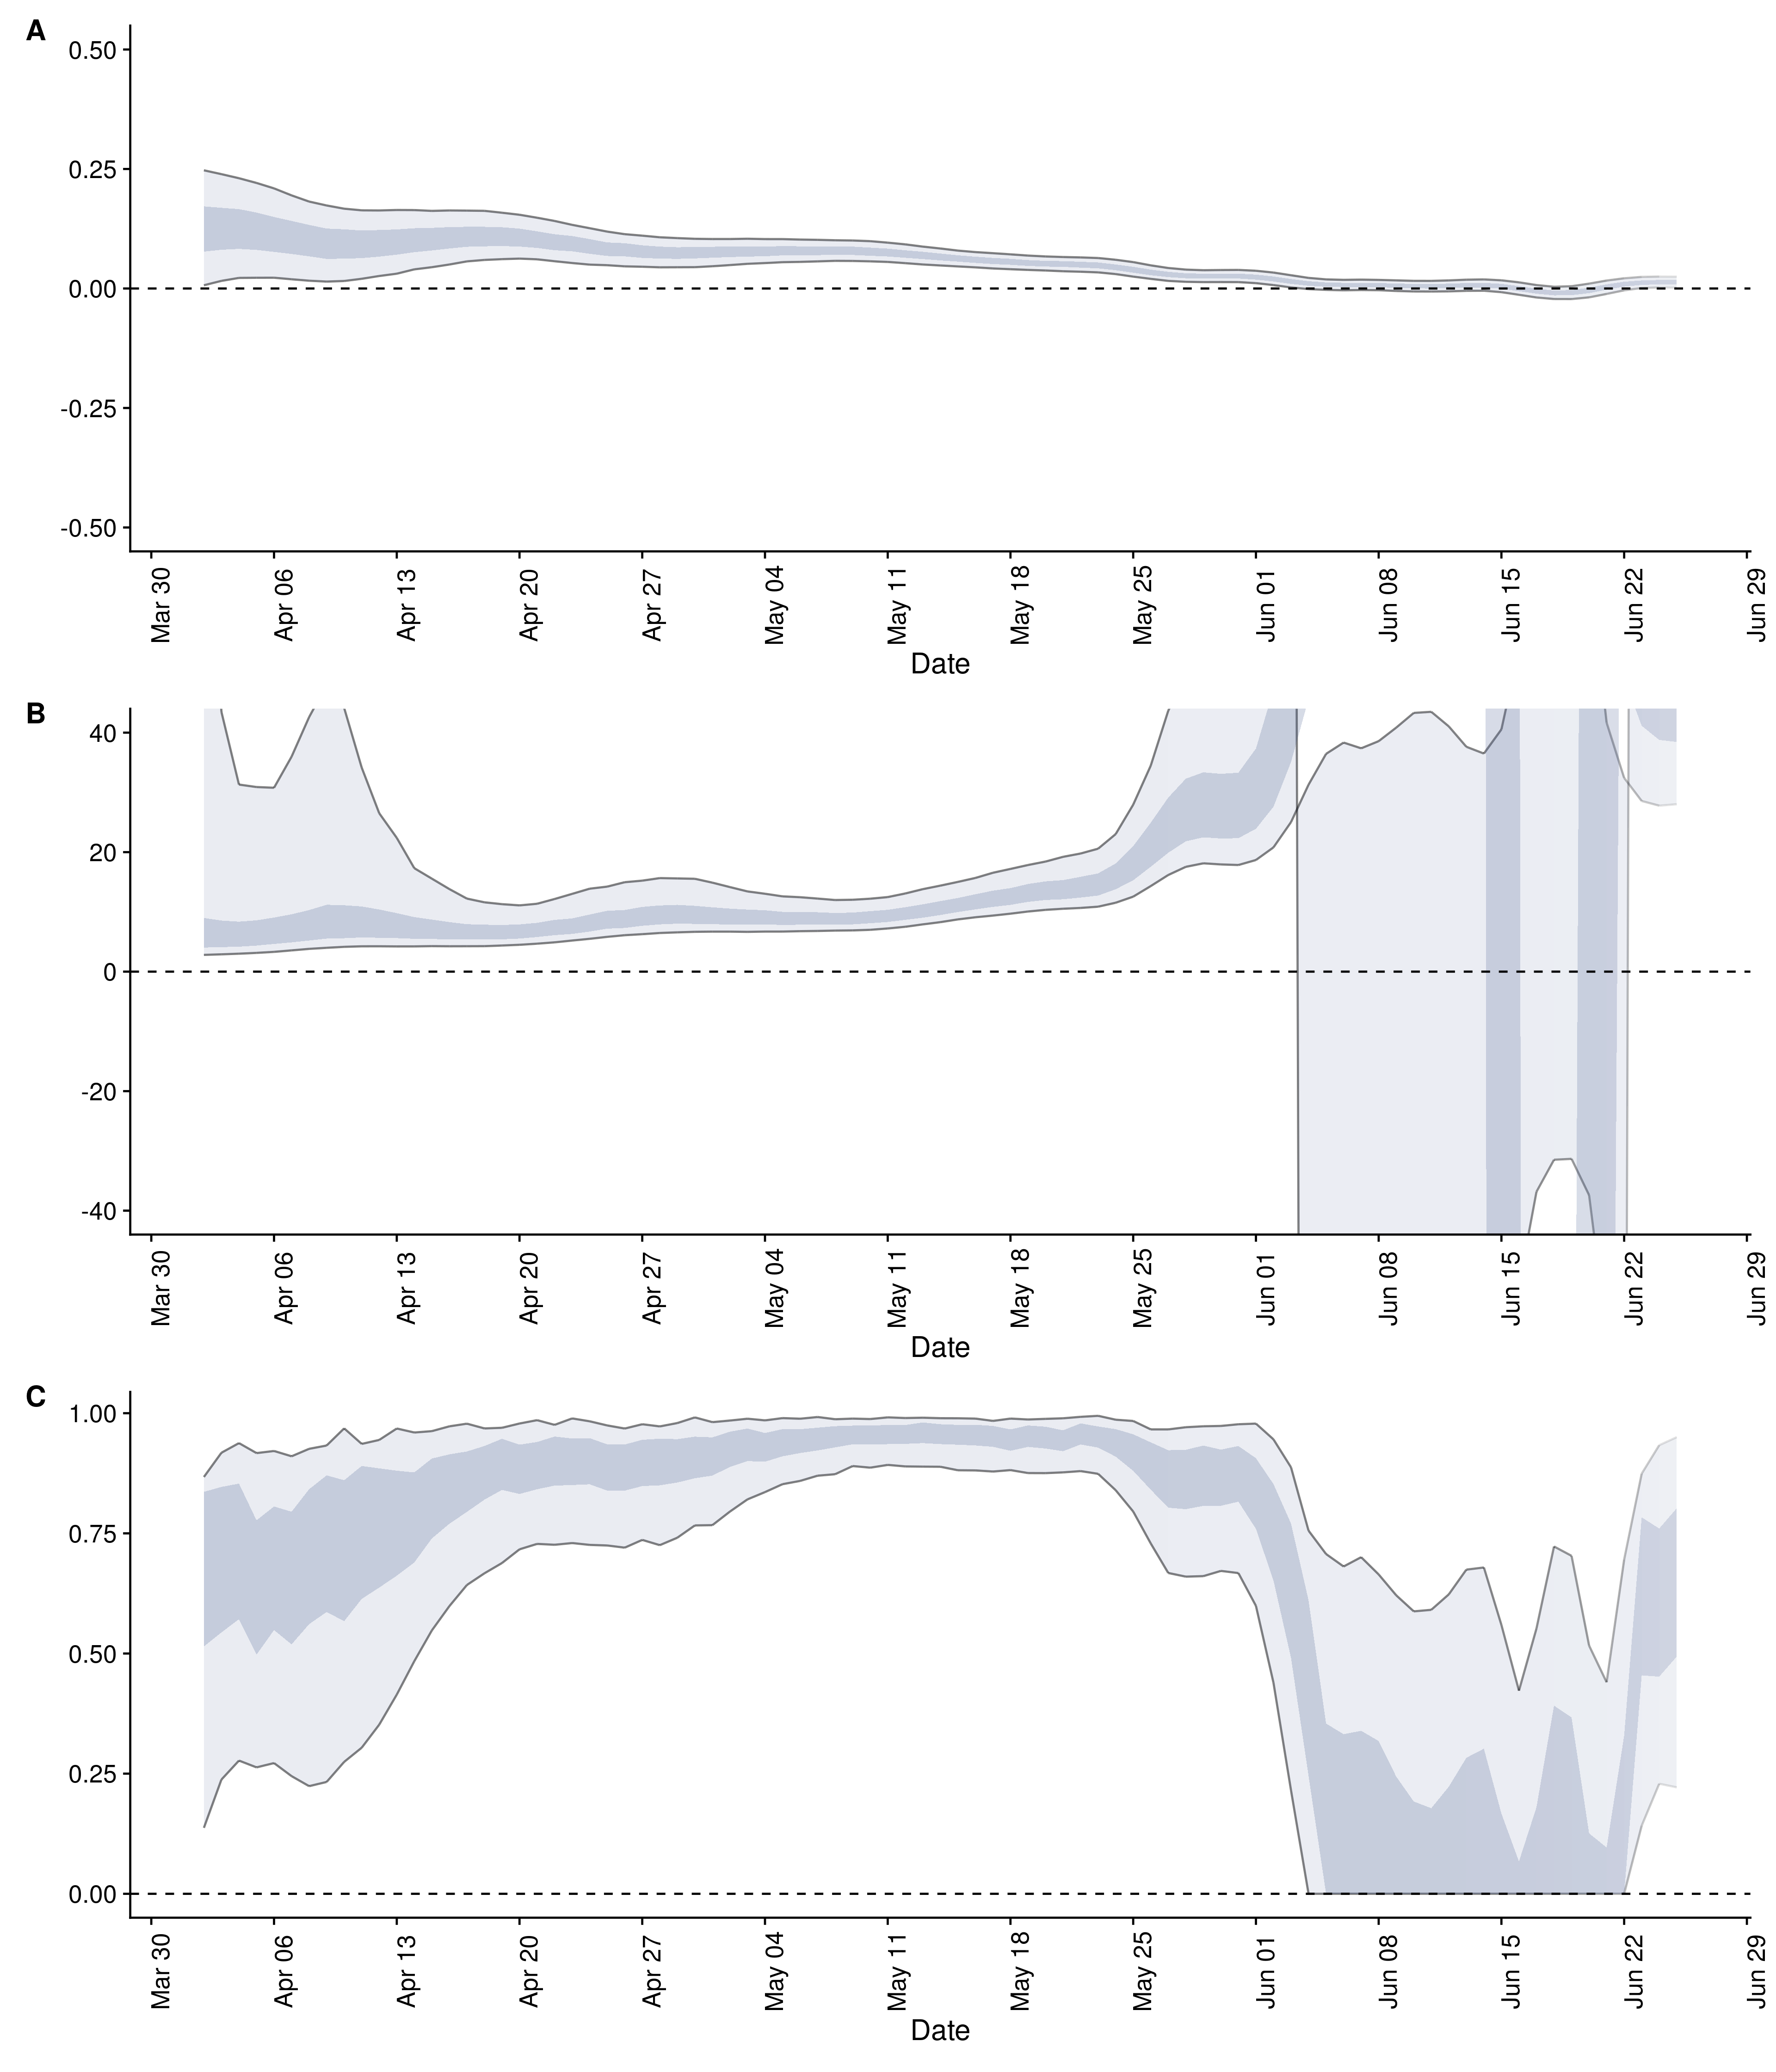 A
0.50
0.25
0.00
-0.25
-0.50
Mar 30
Apr 06
Apr 13
Apr 20
Apr 27
May 04
May 11
May 18
May 25
Jun 01
Jun 08
Jun 15
Jun 22
Jun 29
Date
B
40
20
0
-20
-40
Mar 30
Apr 06
Apr 13
Apr 20
Apr 27
May 04
May 11
May 18
May 25
Jun 01
Jun 08
Jun 15
Jun 22
Jun 29
Date
C
1.00
0.75
0.50
0.25
0.00
Mar 30
Apr 06
Apr 13
Apr 20
Apr 27
May 04
May 11
May 18
May 25
Jun 01
Jun 08
Jun 15
Jun 22
Jun 29
Date